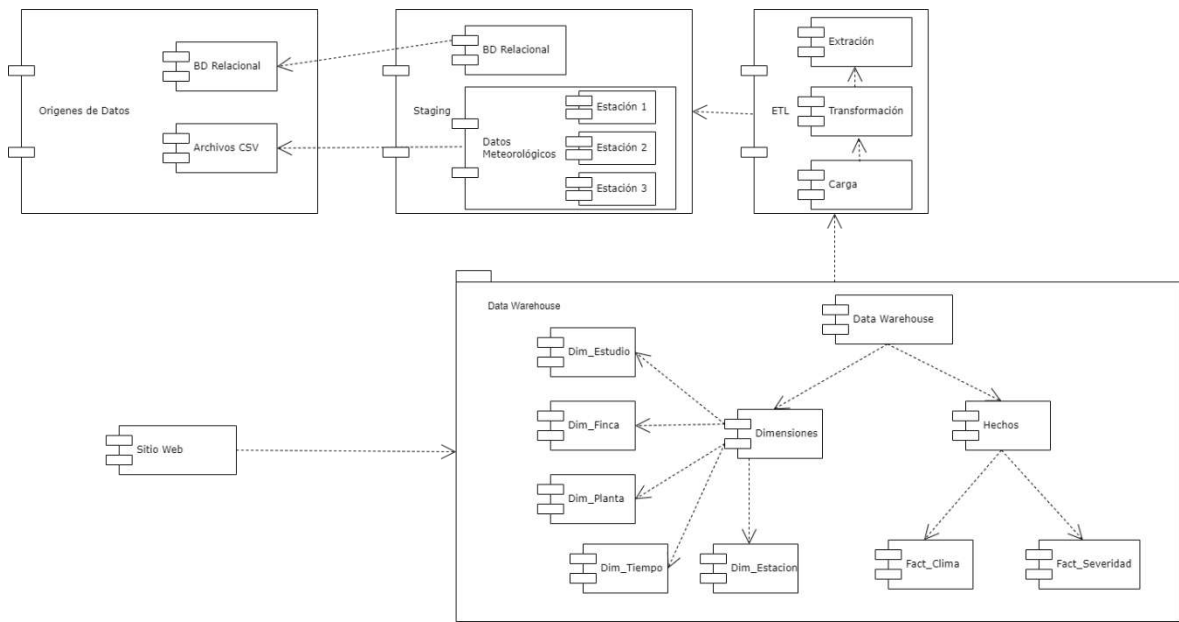 Origenes de Datos
BD Relacional
Archivos CSV
Staging
BD Relacional
Datos
Meteorológicos
Estación 1
Estación 2
Estación 3
ETL
Extración
Transformación
Carga
Data Warehouse
Data Warehouse
Dim_Estudio
Dim_Finca
Dimensiones
Hechos
Sitio Web
Dim_Planta
Dim_Tiempo
Dim_Estacion
Fact_Clima
Fact_Severidad